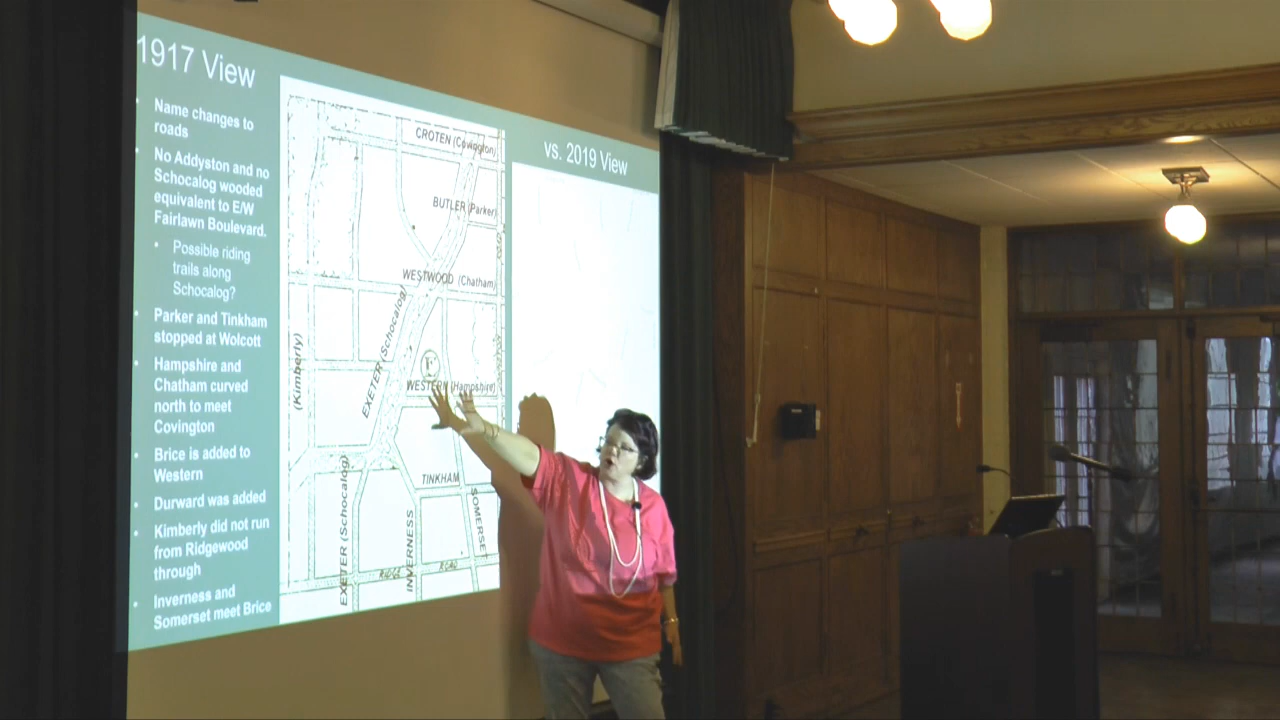 1917 View
Name changes to
roads
No Addyston and no
Schocalog wooded
equivalent to E/W
Fairlawn Boulevard.
Possible riding
trails along
Schocalog?
Parker and Tinkham
stopped at Wolcott
Hampshire and
Chatham curved
north to meet
Covington
Brice is added to
Western
Durward was added
Kimberly did not run
from Ridgewood
through
Inverness and
Somerset meet Brice
vs. 2019 View
CROTEN (Covington)
BUTLER (Parker)
WESTWOOD (Chatham)
EXETER (Schocalog)
(Kimberly)
WESTERN (Hampshire)
TINKHAM
SOMERSET
EXETER (Schocalog)
INVERNESS
RIDGE ROAD